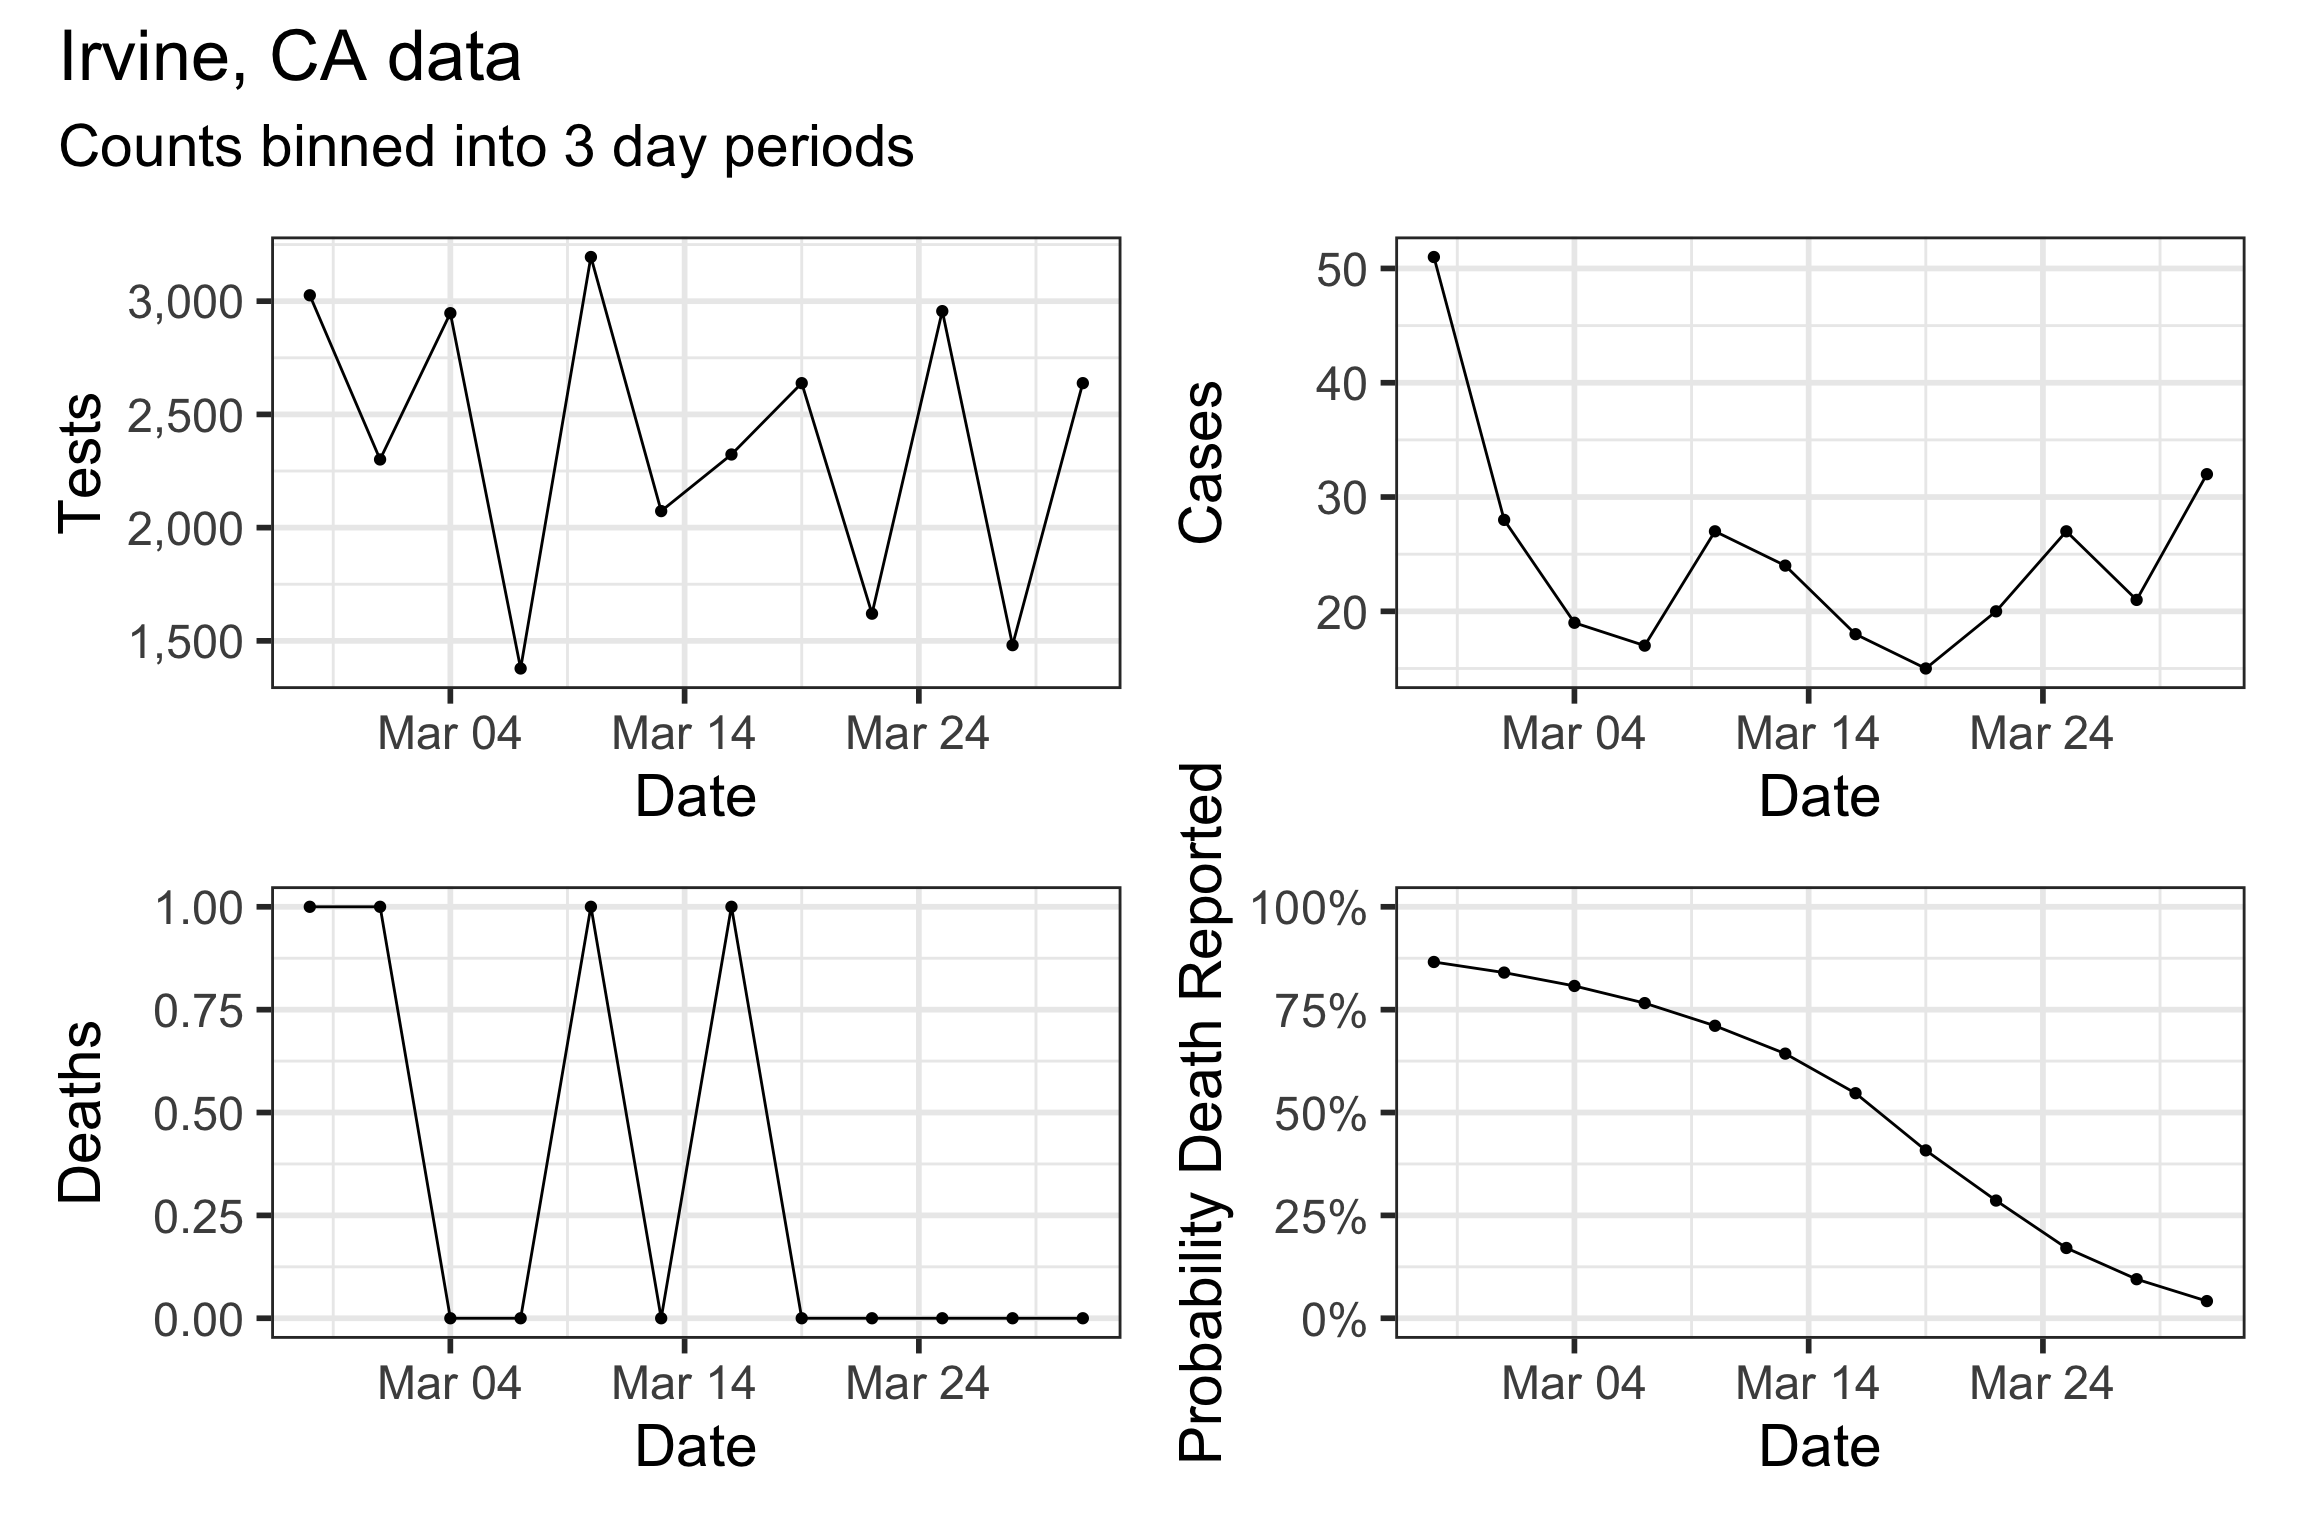 Irvine, CA data
Counts binned into 3 day periods
Tests
3,000
2,500
2,000
1,500
Mar 04 Mar 14 Mar 24
Date
Cases
50
40
30
20
Mar 04 Mar 14 Mar 24
Date
Deaths
1.00
0.75
0.50
0.25
0.00
Mar 04 Mar 14 Mar 24
Date
Probability Death Reported
100%
75%
50%
25%
0%
Mar 04 Mar 14 Mar 24
Date